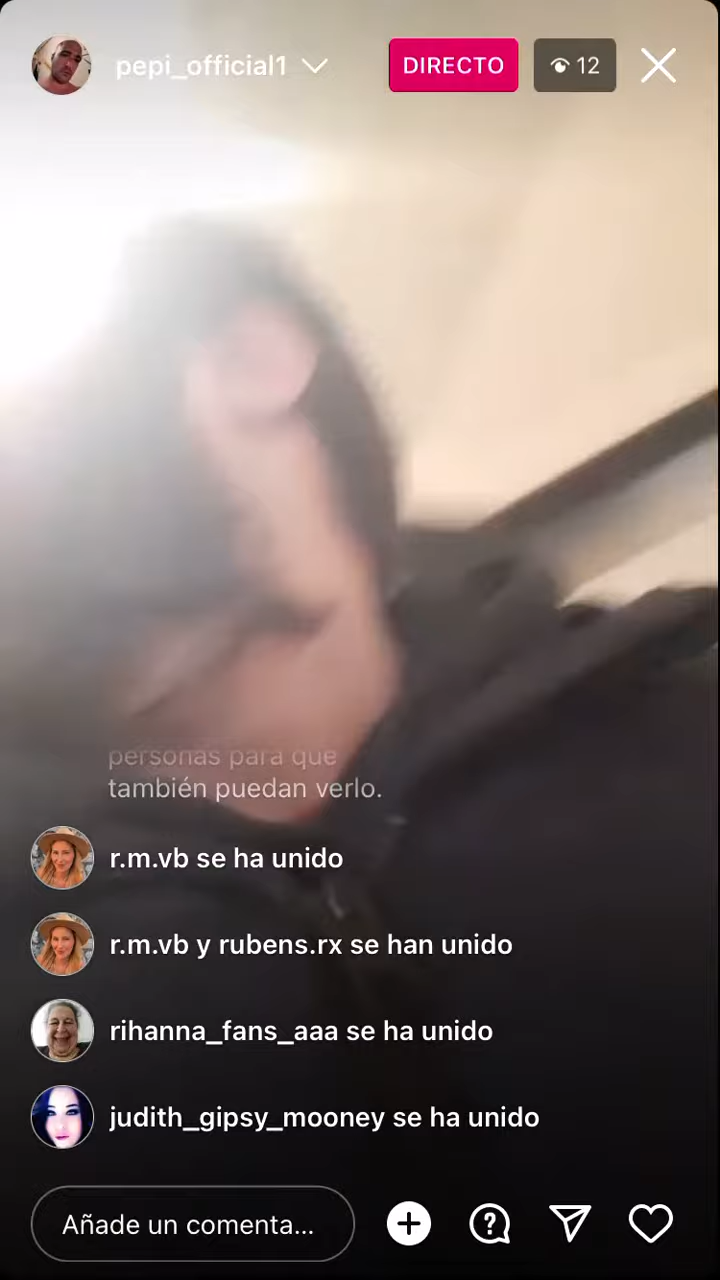 pepi_official1
DIRECTO
12
personas para que
también puedan verlo.
r.m.vb se ha unido
r.m.vb y rubens.rx se han unido
rihanna_fans_aaa se ha unido
judith_gipsy_mooney se ha unido
Añade un comenta...